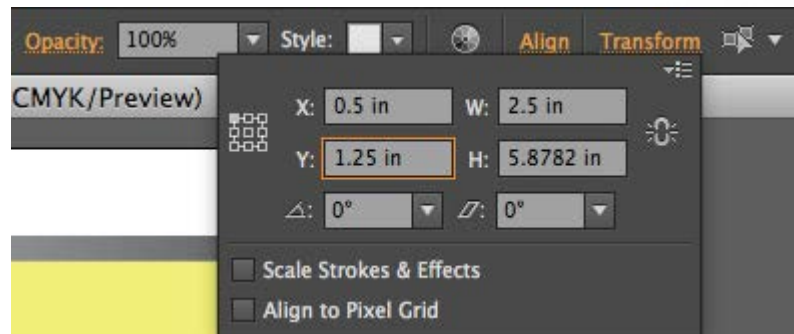 Opacity: 100% Style: Align Transform
CMYK/Preview)
X: 0.5 in W: 2.5 in
Y: 1.25 in H: 5.8782 in
0° 0°
Scale Strokes & Effects
Align to Pixel Grid